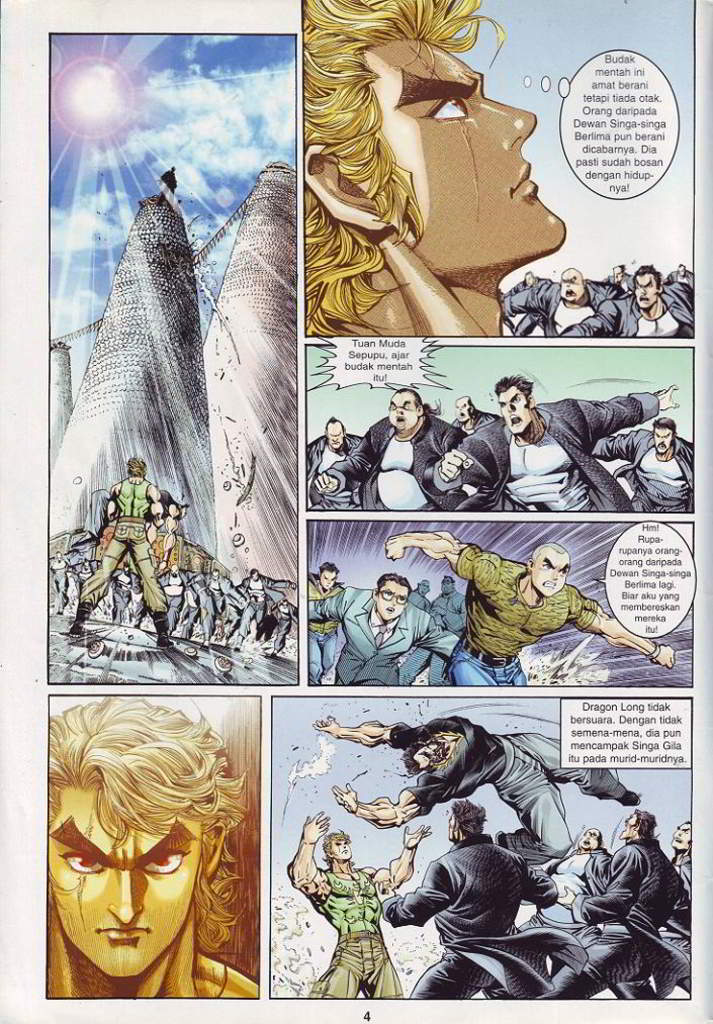 Budak
mentah ini
amat berani
tetapi tiada otak.
Orang daripada
Dewan Singa-singa
Berlima pun berani
dicabarnya. Dia
pasti sudah bosan
dengan hidup-
nya!
Tuan Muda
Sepupu, ajar
budak mentah
itu!
Hm!
Rupa-
rupanya orang-
orang daripada
Dewan Singa-singa
Berlima lagi.
Biar aku yang
membereskan
mereka
itu!
Dragon Long tidak
bersuara. Dengan tidak
semena-mena, dia pun
mencampak Singa Gila
itu pada murid-muridnya.
4